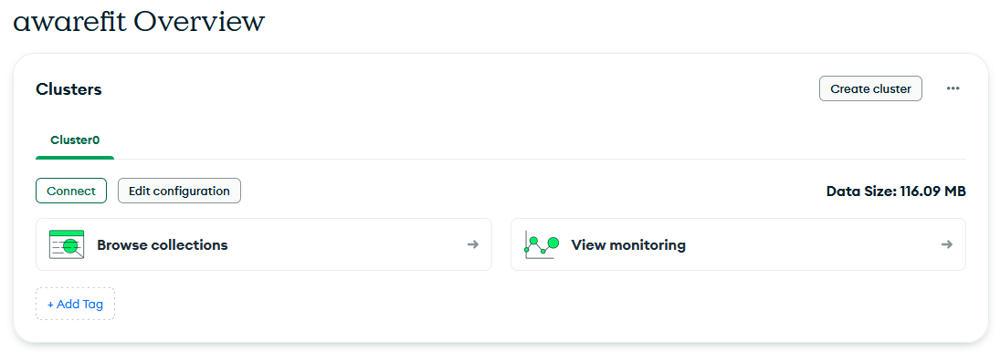 awarefit Overview
Clusters
Create cluster
•••
Cluster0
Connect
Edit configuration
Data Size: 116.09 MB
Browse collections
View monitoring
+ Add Tag